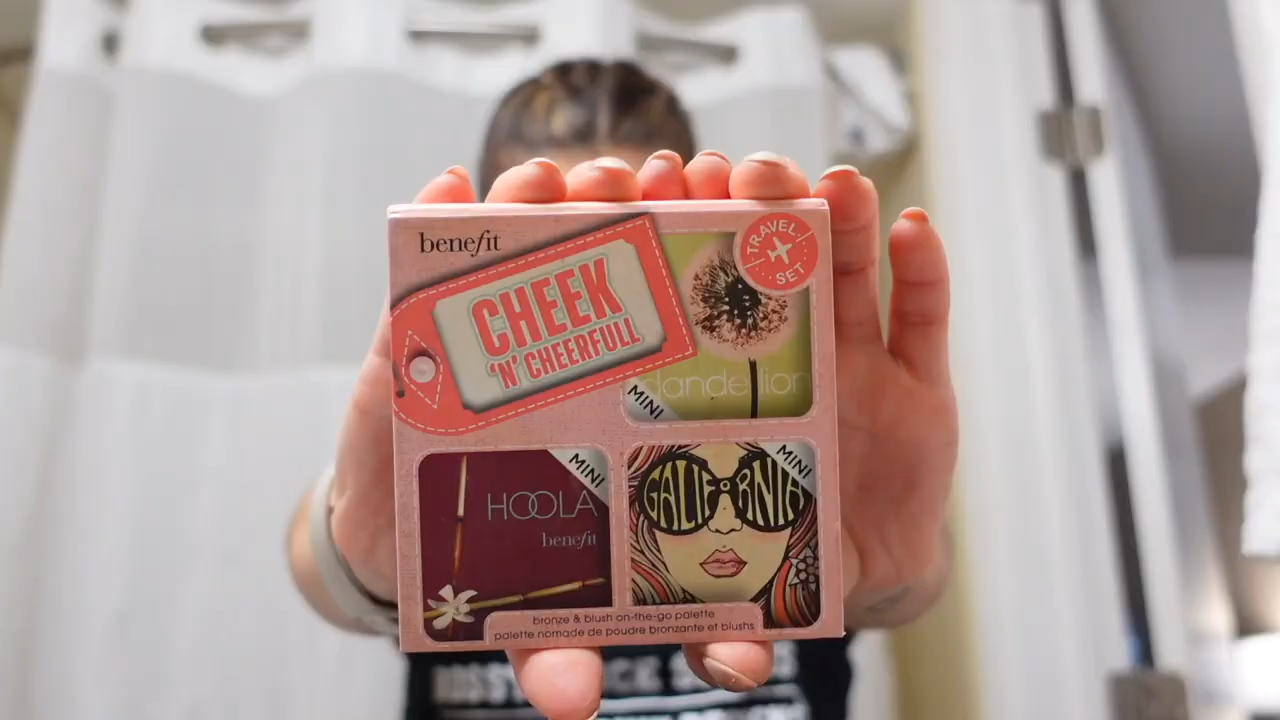 benefit
CHEEK
'N' CHEERFULL
TRAVEL
SET
dandelion
MINI
HOOLA
benefit
MINI
GALIFORNIA
MINI
bronze & blush on-the-go palette
palette nomade de poudre bronzante et blushs